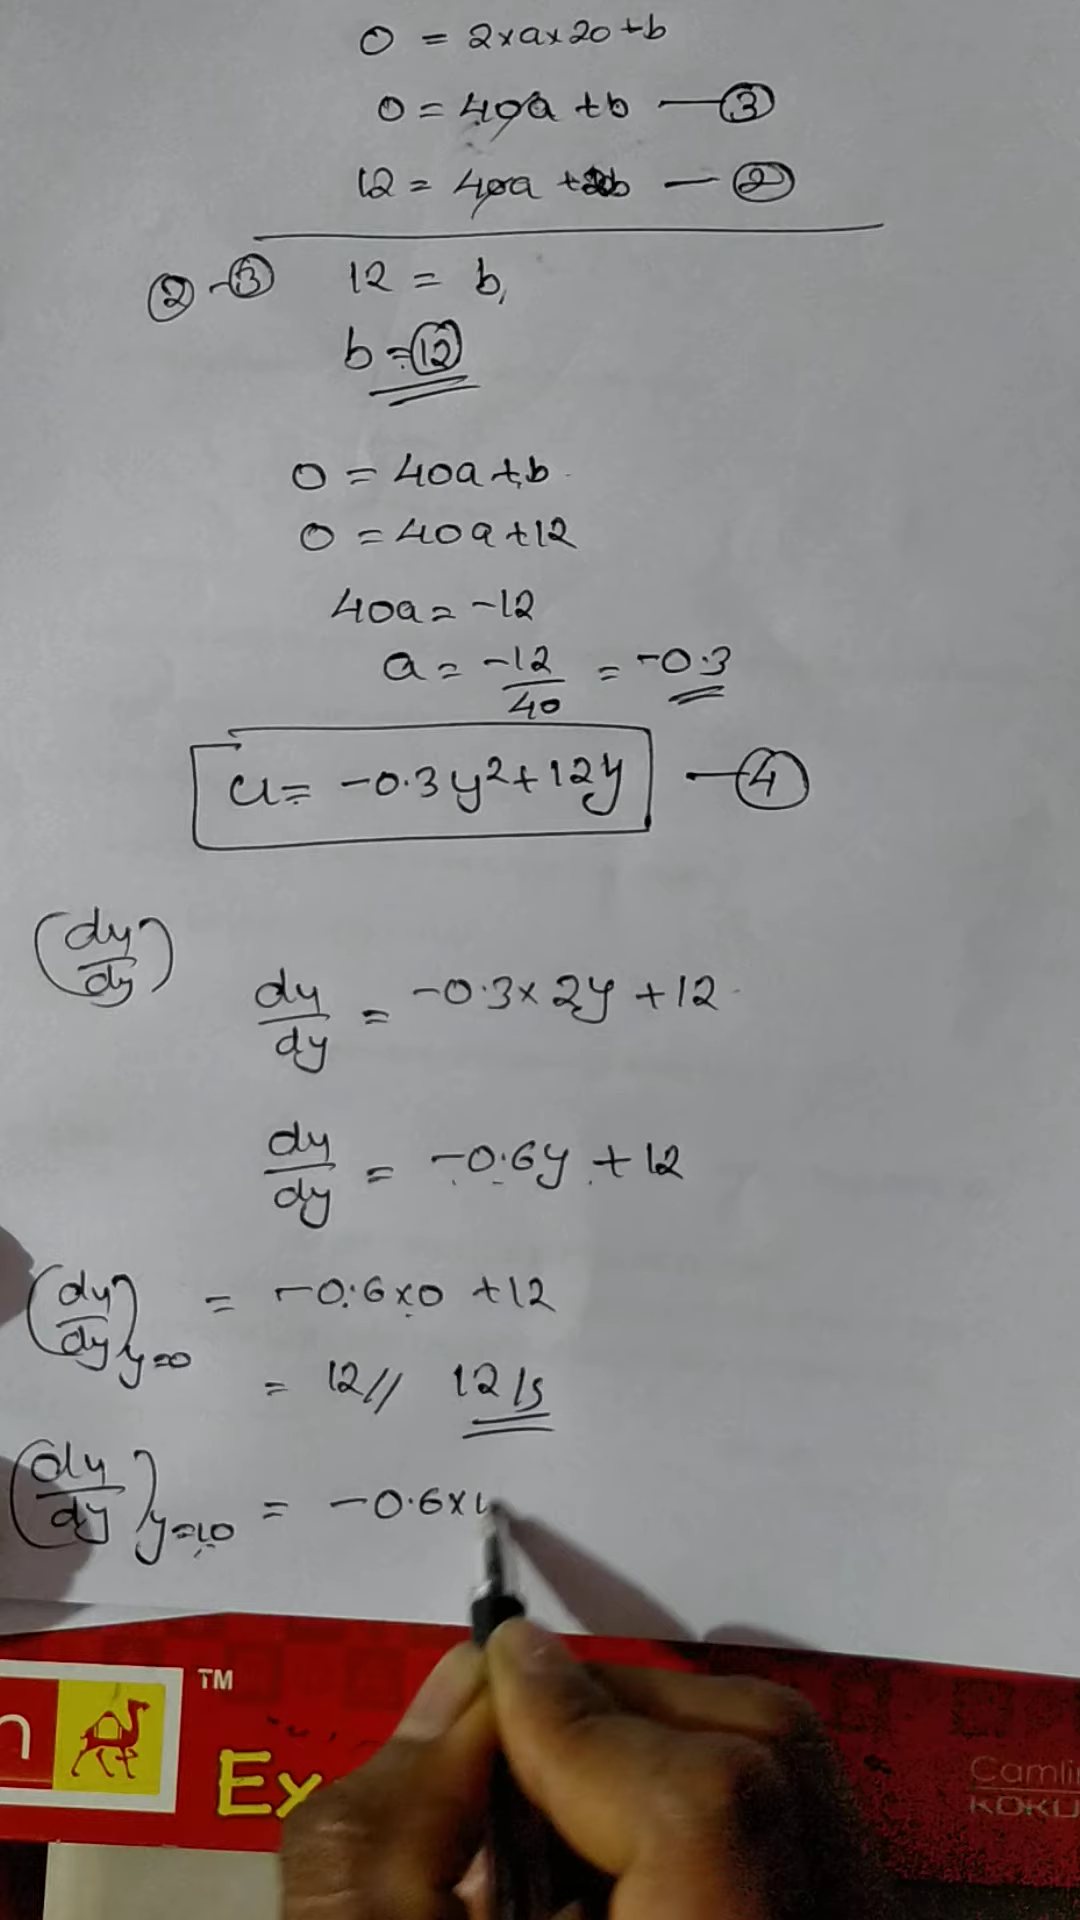 0 = 2×a×20+b
0 = 40a + b — ③
12 = 40a + b — ②
② - ③ 12 = b,
b = 12
0 = 40a + b
0 = 40a + 12
40a = -12
a = -12/40 = -0.3
u = -0.3y² + 12y — ④
(du/dy)
du/dy = -0.3 × 2y + 12
du/dy = -0.6y + 12
(du/dy)y=0 = -0.6×0 + 12
= 12// 12/s
(du/dy)y=10 = -0.6×1
TM
n
Ex
Camlin
KOKU